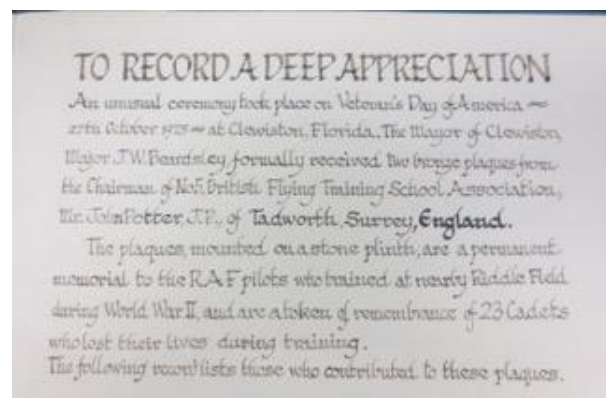 TO RECORD A DEEP APPRECIATION
An unusual ceremony took place on Veteran's Day of America ~
27th October 1975 ~ at Clewiston, Florida. The Mayor of Clewiston,
Major J.W. Beardsley, formally received two bronze plaques from
the Chairman of No5. British Flying Training School Association,
Mr. John Potter, J.P., of Tadworth, Surrey, England.
The plaques, mounted on a stone plinth, are a permanent
memorial to the R.A.F pilots who trained at nearby Riddle Field
during World War II, and are a token of remembrance of 23 Cadets
who lost their lives during training.
The following record lists those who contributed to these plaques.